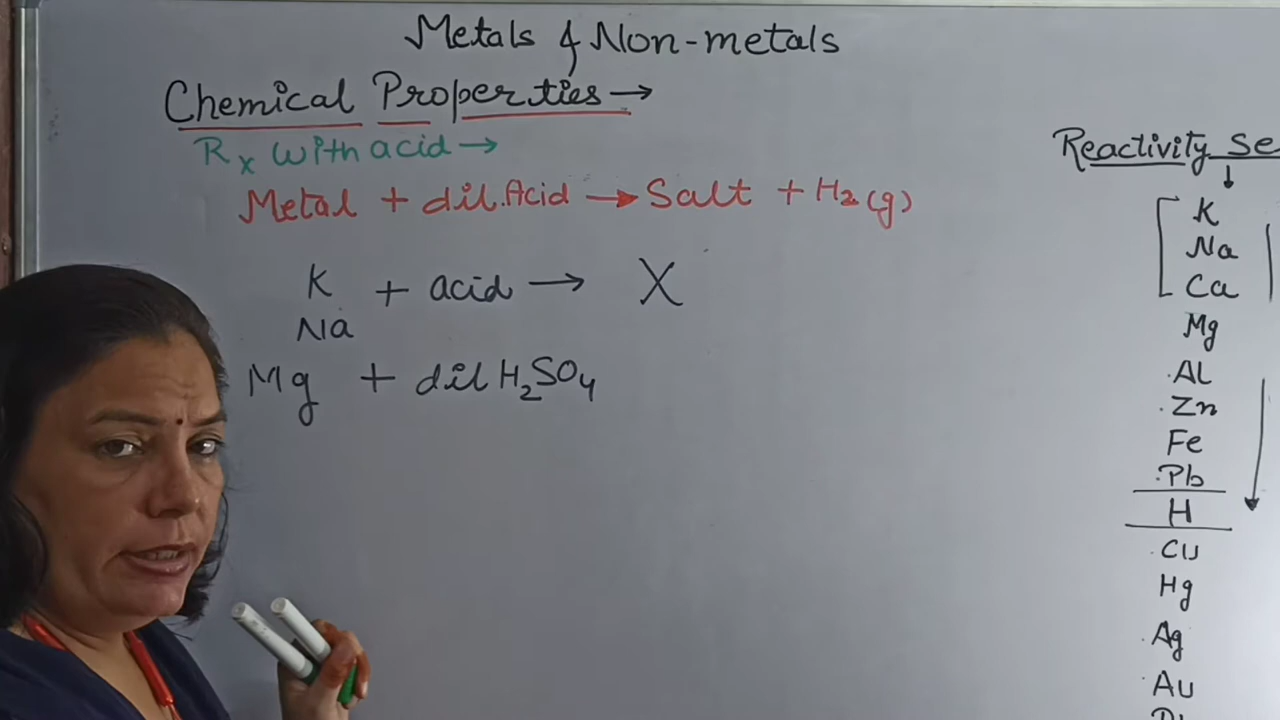 Metals & Non-metals
Chemical Properties →
Rx with acid →
Metal + dil. Acid → Salt + H2 (g)
K + acid → X
Na
Mg + dil H2SO4
Reactivity Se
↓
K
Na
Ca
Mg
Al
Zn
Fe
Pb
H
Cu
Hg
Ag
Au